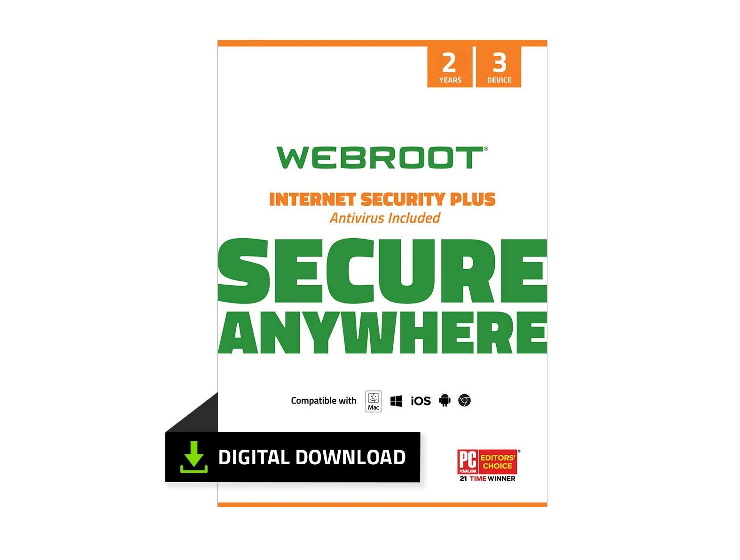 2 3
YEARS DEVICE
WEBROOT®
INTERNET SECURITY PLUS
Antivirus Included
SECURE
ANYWHERE
Compatible with Mac iOS
DIGITAL DOWNLOAD
PC EDITORS'
CHOICE
21 TIME WINNER